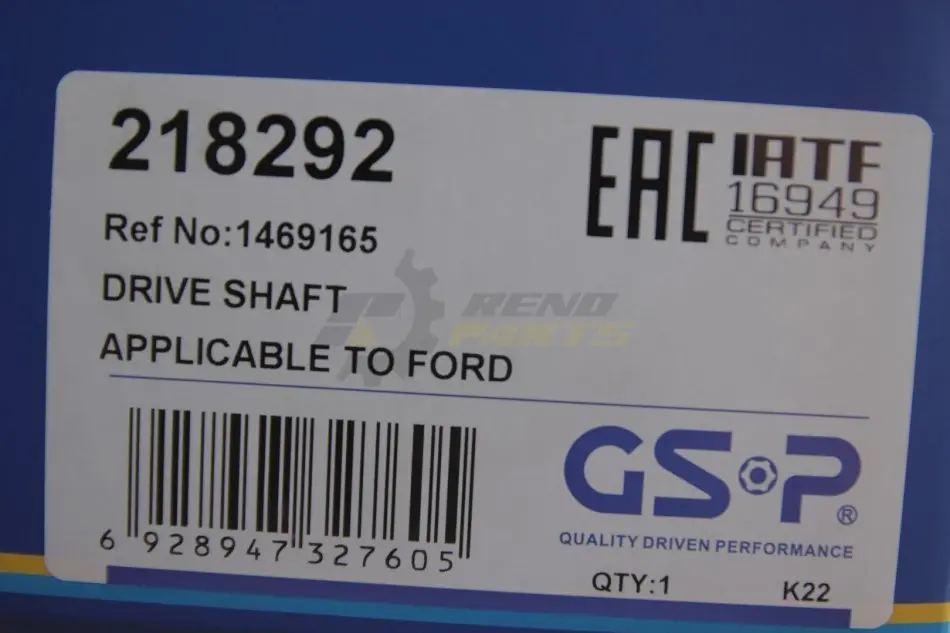 218292
EAC
IATF
16949
CERTIFIED
COMPANY
Ref No:1469165
DRIVE SHAFT
REND
PARTS
APPLICABLE TO FORD
GSP®
QUALITY DRIVEN PERFORMANCE
6 928947 327605
QTY:1
K22